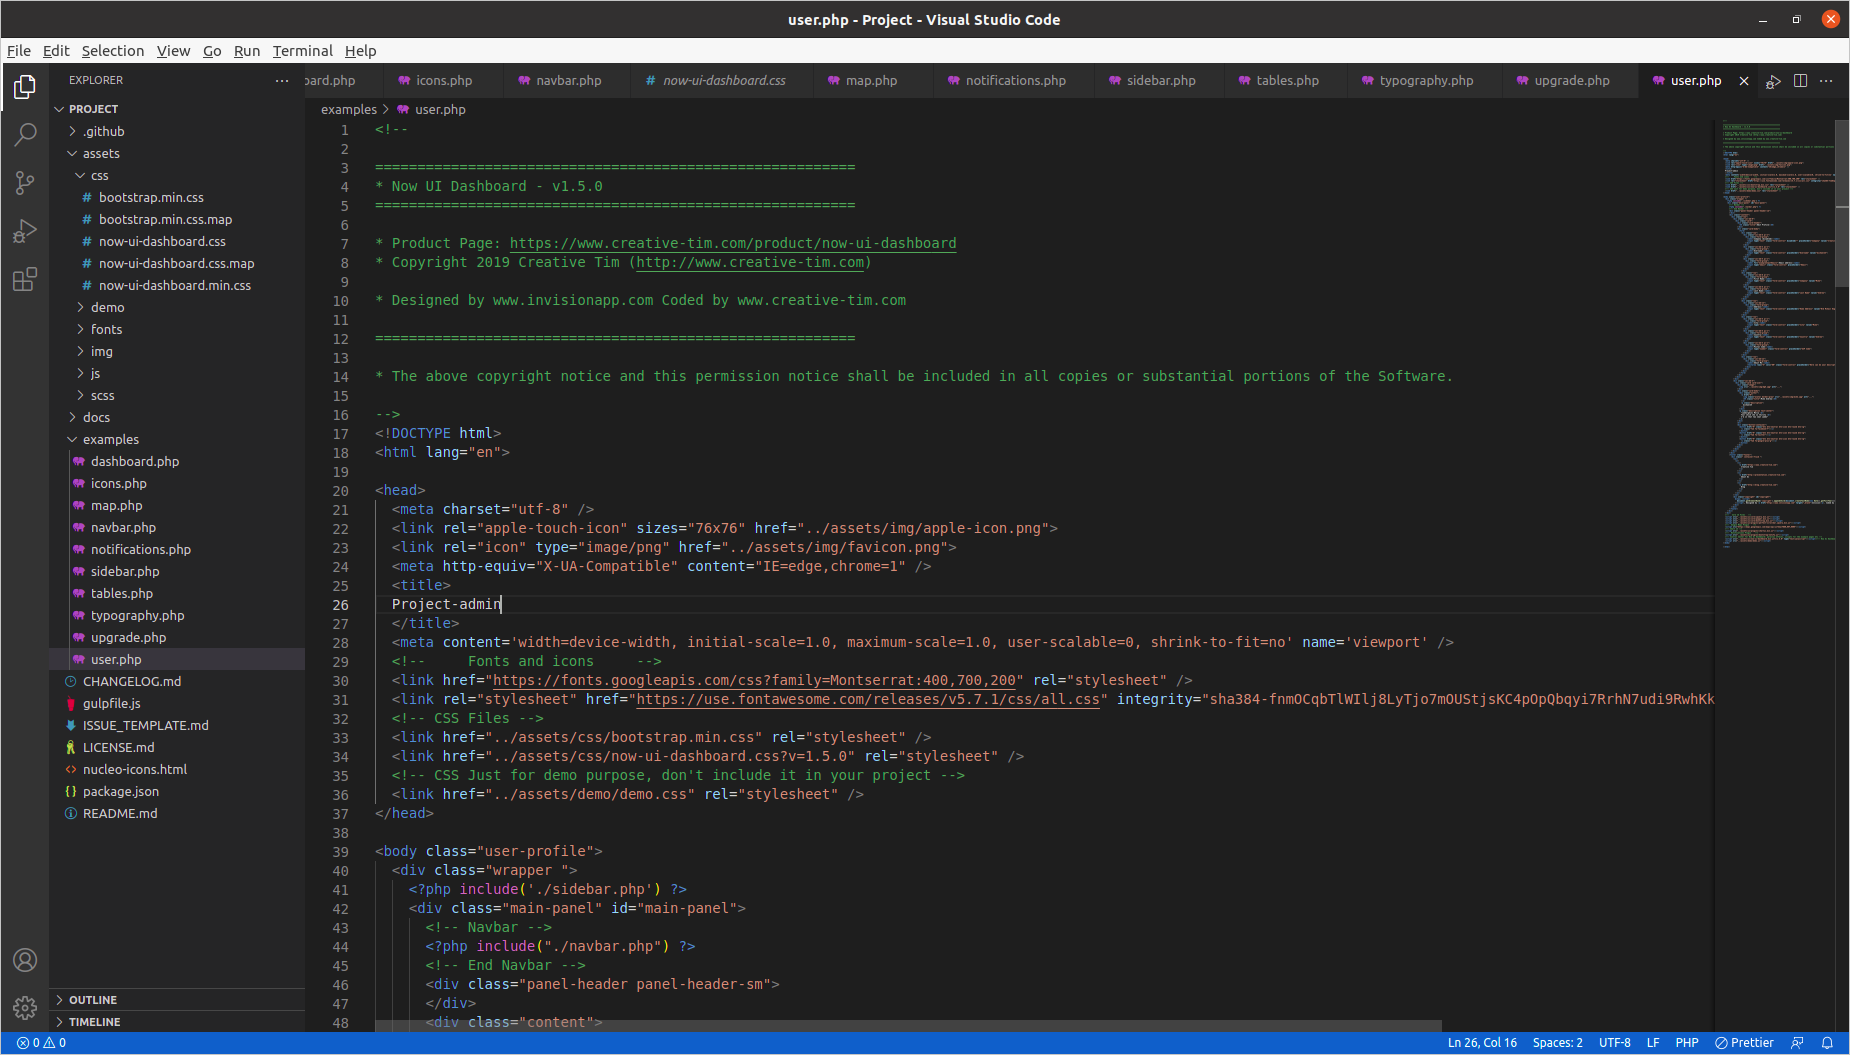 user.php - Project - Visual Studio Code
File Edit Selection View Go Run Terminal Help
EXPLORER
PROJECT
.github
assets
css
bootstrap.min.css
bootstrap.min.css.map
now-ui-dashboard.css
now-ui-dashboard.css.map
now-ui-dashboard.min.css
demo
fonts
img
js
scss
docs
examples
dashboard.php
icons.php
map.php
navbar.php
notifications.php
sidebar.php
tables.php
typography.php
upgrade.php
user.php
CHANGELOG.md
gulpfile.js
ISSUE_TEMPLATE.md
LICENSE.md
nucleo-icons.html
package.json
README.md
OUTLINE
TIMELINE
oard.php icons.php navbar.php # now-ui-dashboard.css map.php notifications.php sidebar.php tables.php typography.php upgrade.php user.php
examples > user.php
1 <!--
2
3 =========================================================
4 * Now UI Dashboard - v1.5.0
5 =========================================================
6
7 * Product Page: https://www.creative-tim.com/product/now-ui-dashboard
8 * Copyright 2019 Creative Tim (http://www.creative-tim.com)
9
10 * Designed by www.invisionapp.com Coded by www.creative-tim.com
11
12 =========================================================
13
14 * The above copyright notice and this permission notice shall be included in all copies or substantial portions of the Software.
15
16 -->
17 <!DOCTYPE html>
18 <html lang="en">
19
20 <head>
21 <meta charset="utf-8" />
22 <link rel="apple-touch-icon" sizes="76x76" href="../assets/img/apple-icon.png">
23 <link rel="icon" type="image/png" href="../assets/img/favicon.png">
24 <meta http-equiv="X-UA-Compatible" content="IE=edge,chrome=1" />
25 <title>
26 Project-admin
27 </title>
28 <meta content='width=device-width, initial-scale=1.0, maximum-scale=1.0, user-scalable=0, shrink-to-fit=no' name='viewport' />
29 <!-- Fonts and icons -->
30 <link href="https://fonts.googleapis.com/css?family=Montserrat:400,700,200" rel="stylesheet" />
31 <link rel="stylesheet" href="https://use.fontawesome.com/releases/v5.7.1/css/all.css" integrity="sha384-fnmOCqbTlWIlj8LyTjo7mOUStjsKC4pOpQbqyi7RrhN7udi9RwhKk
32 <!-- CSS Files -->
33 <link href="../assets/css/bootstrap.min.css" rel="stylesheet" />
34 <link href="../assets/css/now-ui-dashboard.css?v=1.5.0" rel="stylesheet" />
35 <!-- CSS Just for demo purpose, don't include it in your project -->
36 <link href="../assets/demo/demo.css" rel="stylesheet" />
37 </head>
38
39 <body class="user-profile">
40 <div class="wrapper ">
41 <?php include('./sidebar.php') ?>
42 <div class="main-panel" id="main-panel">
43 <!-- Navbar -->
44 <?php include("./navbar.php") ?>
45 <!-- End Navbar -->
46 <div class="panel-header panel-header-sm">
47 </div>
48 <div class="content">
0 0 Ln 26, Col 16 Spaces: 2 UTF-8 LF PHP Prettier